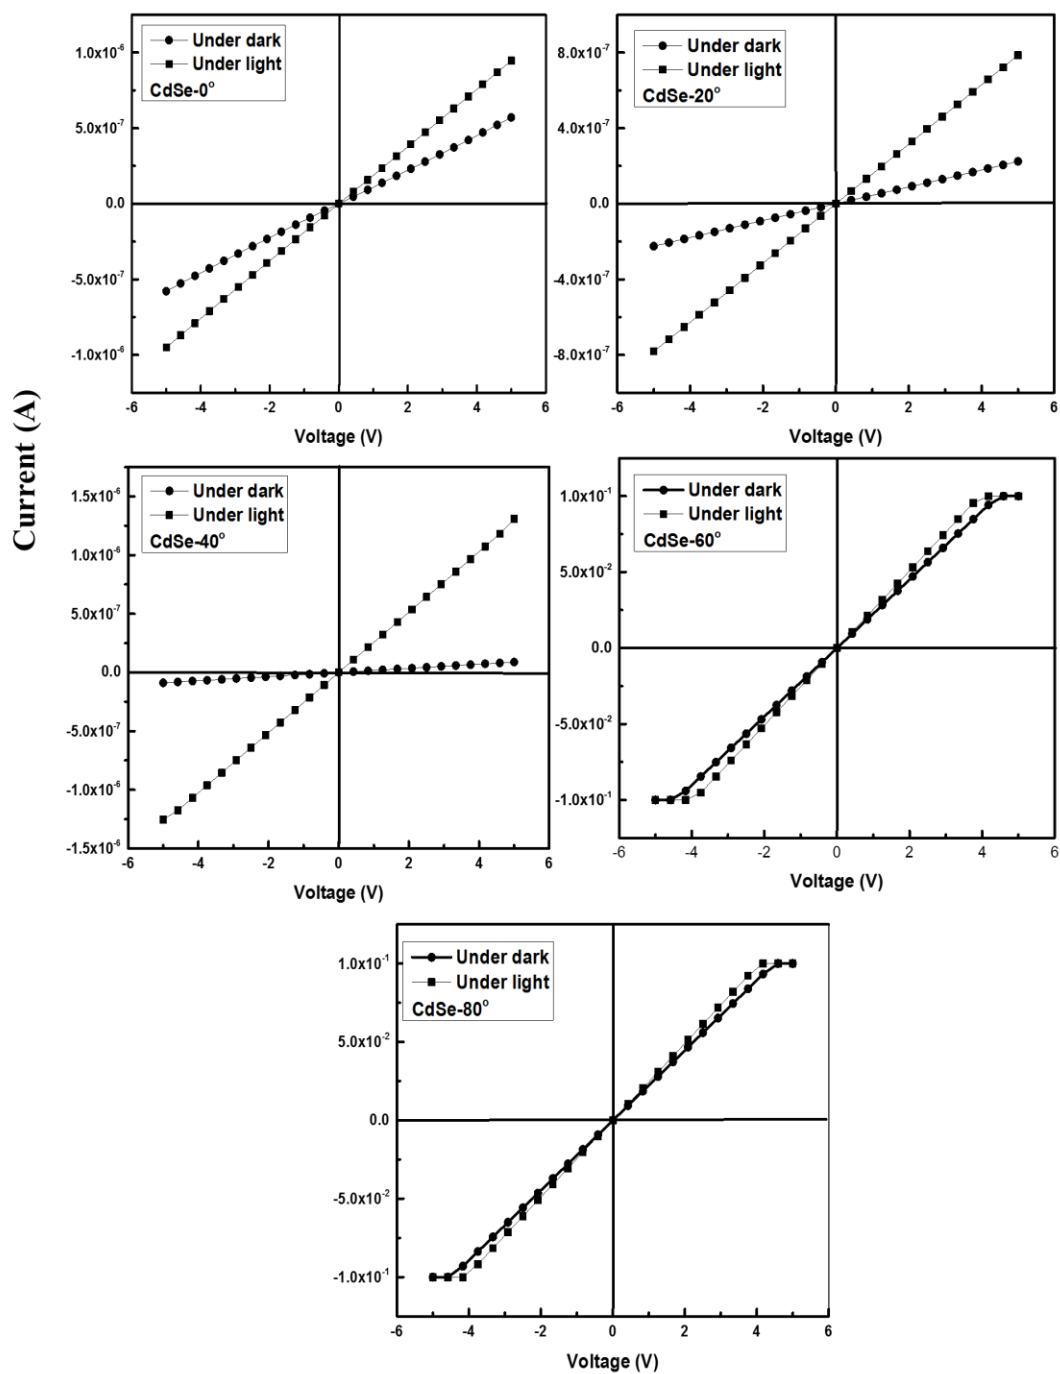 Current (A)
Under dark
Under light
CdSe-0°
1.0x10⁻⁶
5.0x10⁻⁷
0.0
-5.0x10⁻⁷
-1.0x10⁻⁶
-6 -4 -2 0 2 4 6
Voltage (V)
Under dark
Under light
CdSe-20°
8.0x10⁻⁷
4.0x10⁻⁷
0.0
-4.0x10⁻⁷
-8.0x10⁻⁷
-6 -4 -2 0 2 4 6
Voltage (V)
Under dark
Under light
CdSe-40°
1.5x10⁻⁶
1.0x10⁻⁶
5.0x10⁻⁷
0.0
-5.0x10⁻⁷
-1.0x10⁻⁶
-1.5x10⁻⁶
-6 -4 -2 0 2 4 6
Voltage (V)
Under dark
Under light
CdSe-60°
1.0x10⁻¹
5.0x10⁻²
0.0
-5.0x10⁻²
-1.0x10⁻¹
-6 -4 -2 0 2 4 6
Voltage (V)
Under dark
Under light
CdSe-80°
1.0x10⁻¹
5.0x10⁻²
0.0
-5.0x10⁻²
-1.0x10⁻¹
-6 -4 -2 0 2 4 6
Voltage (V)